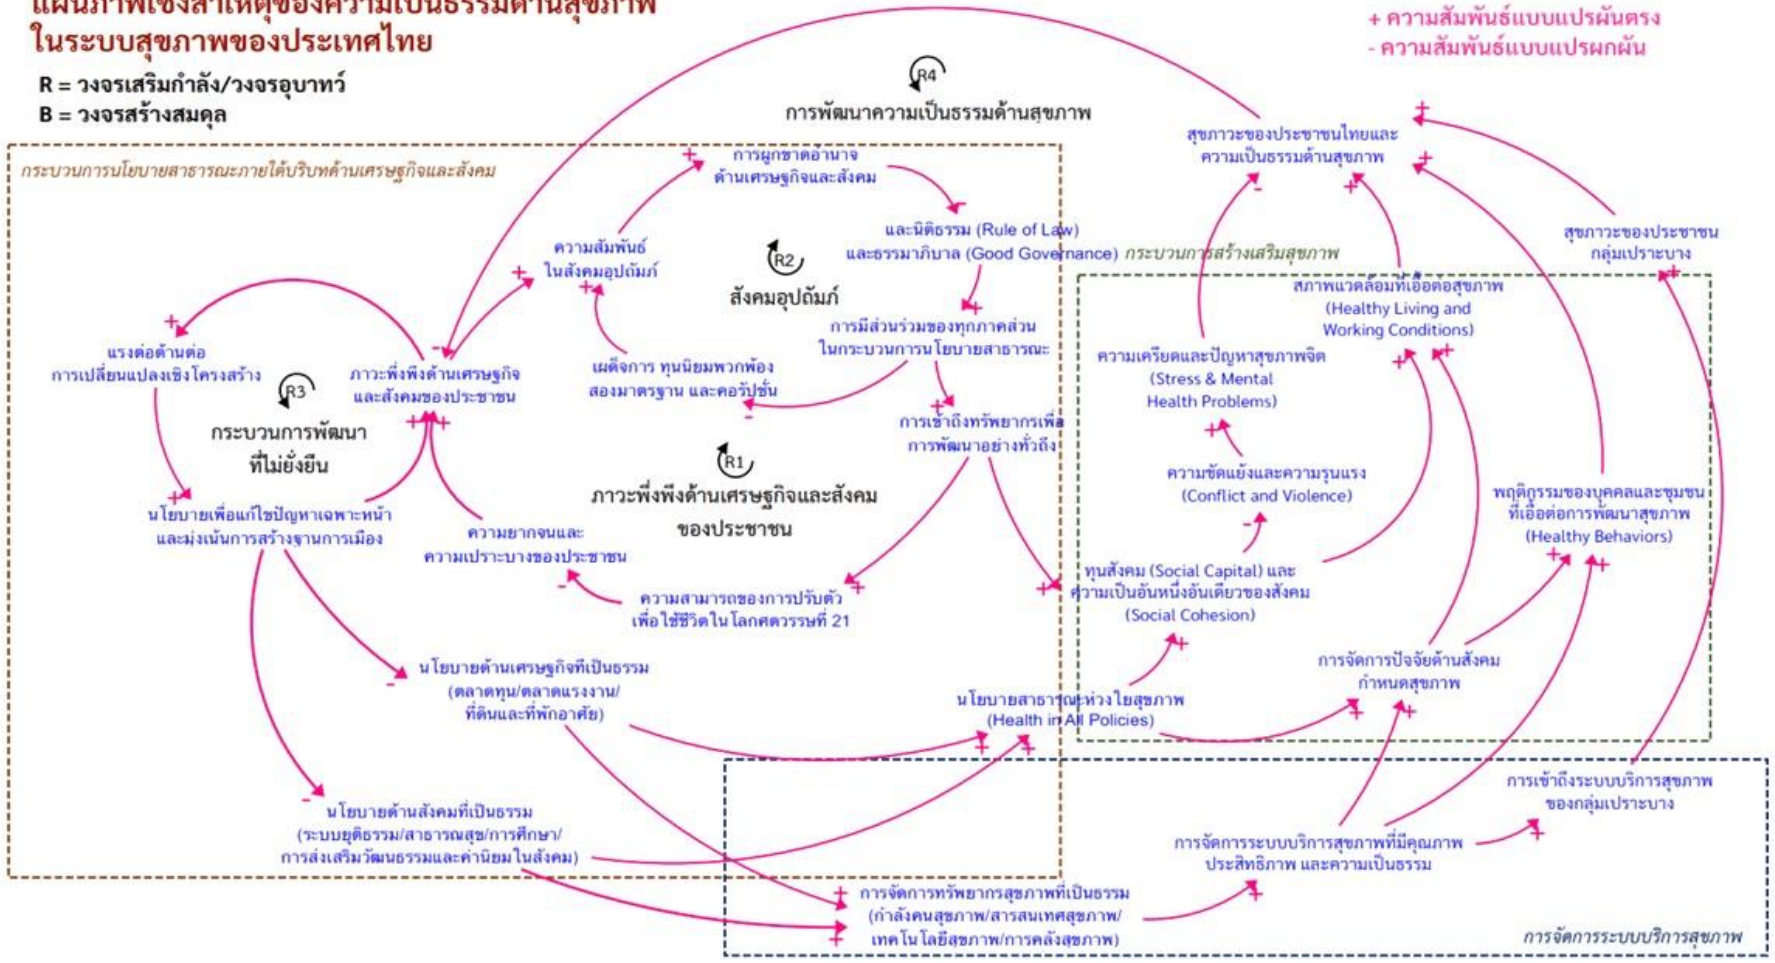 แผนภาพเชิงสาเหตุของความเป็นธรรมด้านสุขภาพ
ในระบบสุขภาพของประเทศไทย
R = วงจรเสริมกำลัง/วงจรอุบาทว์
B = วงจรสร้างสมดุล
+ ความสัมพันธ์แบบแปรผันตรง
- ความสัมพันธ์แบบแปรผกผัน
R4
การพัฒนาความเป็นธรรมด้านสุขภาพ
สุขภาวะของประชาชนไทยและ
ความเป็นธรรมด้านสุขภาพ
กระบวนการนโยบายสาธารณะภายใต้บริบทด้านเศรษฐกิจและสังคม
การผูกขาดอำนาจ
ด้านเศรษฐกิจและสังคม
และนิติธรรม (Rule of Law)
และธรรมาภิบาล (Good Governance)
กระบวนการสร้างเสริมสุขภาพ
สุขภาวะของประชาชน
กลุ่มเปราะบาง
ความสัมพันธ์
ในสังคมอุปถัมภ์
R2
สังคมอุปถัมภ์
สภาพแวดล้อมที่เอื้อต่อสุขภาพ
(Healthy Living and
Working Conditions)
การมีส่วนร่วมของทุกภาคส่วน
ในกระบวนการนโยบายสาธารณะ
แรงต่อต้านต่อ
การเปลี่ยนแปลงเชิงโครงสร้าง
R3
กระบวนการพัฒนา
ที่ไม่ยั่งยืน
ภาวะพึ่งพึงด้านเศรษฐกิจ
และสังคมของประชาชน
เผด็จการ ทุนนิยมพวกพ้อง
สองมาตรฐาน และคอรัปชั่น
ความเครียดและปัญหาสุขภาพจิต
(Stress & Mental
Health Problems)
การเข้าถึงทรัพยากรเพื่อ
การพัฒนาอย่างทั่วถึง
R1
ภาวะพึ่งพึงด้านเศรษฐกิจและสังคม
ของประชาชน
ความขัดแย้งและความรุนแรง
(Conflict and Violence)
พฤติกรรมของบุคคลและชุมชน
ที่เอื้อต่อการพัฒนาสุขภาพ
(Healthy Behaviors)
นโยบายเพื่อแก้ไขปัญหาเฉพาะหน้า
และมุ่งเน้นการสร้างฐานการเมือง
ความยากจนและ
ความเปราะบางของประชาชน
ความสามารถของการปรับตัว
เพื่อใช้ชีวิตในโลกศตวรรษที่ 21
ทุนสังคม (Social Capital) และ
ความเป็นอันหนึ่งอันเดียวของสังคม
(Social Cohesion)
นโยบายด้านเศรษฐกิจที่เป็นธรรม
(ตลาดทุน/ตลาดแรงงาน/
ที่ดินและที่พักอาศัย)
การจัดการปัจจัยด้านสังคม
กำหนดสุขภาพ
นโยบายสาธารณะห่วงใยสุขภาพ
(Health in All Policies)
นโยบายด้านสังคมที่เป็นธรรม
(ระบบยุติธรรม/สาธารณสุข/การศึกษา/
การส่งเสริมวัฒนธรรมและค่านิยมในสังคม)
การเข้าถึงระบบบริการสุขภาพ
ของกลุ่มเปราะบาง
การจัดการระบบบริการสุขภาพที่มีคุณภาพ
ประสิทธิภาพ และความเป็นธรรม
การจัดการทรัพยากรสุขภาพที่เป็นธรรม
(กำลังคนสุขภาพ/สารสนเทศสุขภาพ/
เทคโนโลยีสุขภาพ/การคลังสุขภาพ)
การจัดการระบบบริการสุขภาพ